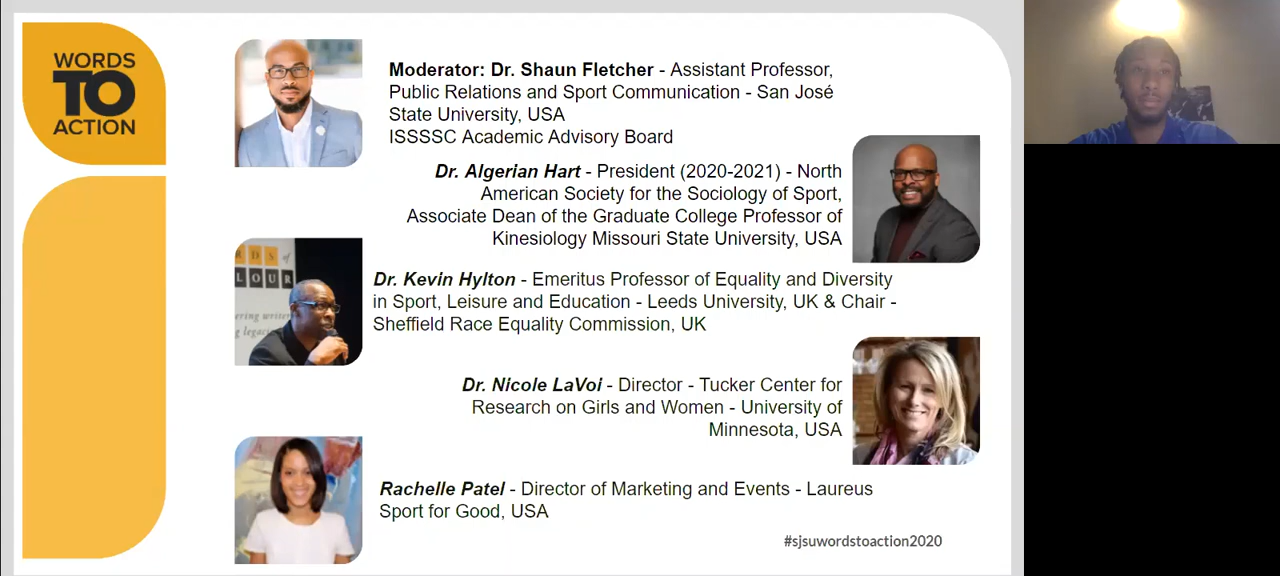 WORDS
TO
ACTION
Moderator: Dr. Shaun Fletcher - Assistant Professor,
Public Relations and Sport Communication - San José
State University, USA
ISSSSC Academic Advisory Board
Dr. Algerian Hart - President (2020-2021) - North
American Society for the Sociology of Sport,
Associate Dean of the Graduate College Professor of
Kinesiology Missouri State University, USA
Dr. Kevin Hylton - Emeritus Professor of Equality and Diversity
in Sport, Leisure and Education - Leeds University, UK & Chair -
Sheffield Race Equality Commission, UK
Dr. Nicole LaVoi - Director - Tucker Center for
Research on Girls and Women - University of
Minnesota, USA
Rachelle Patel - Director of Marketing and Events - Laureus
Sport for Good, USA
#sjsuwordstoaction2020